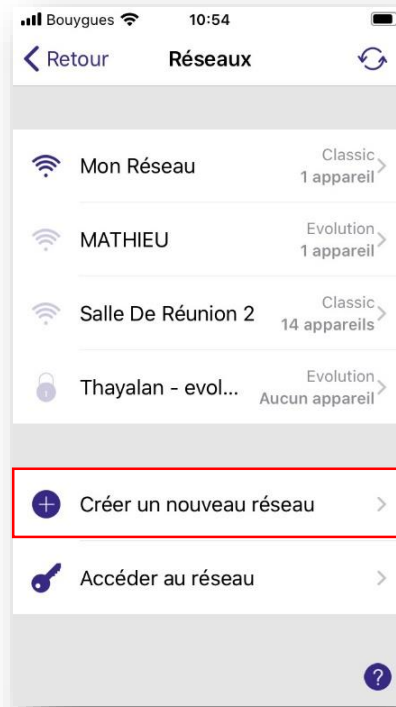 Bouygues 10:54
Retour Réseaux
Mon Réseau Classic
1 appareil
MATHIEU Evolution
1 appareil
Salle De Réunion 2 Classic
14 appareils
Thayalan - evol... Evolution
Aucun appareil
Créer un nouveau réseau
Accéder au réseau
?